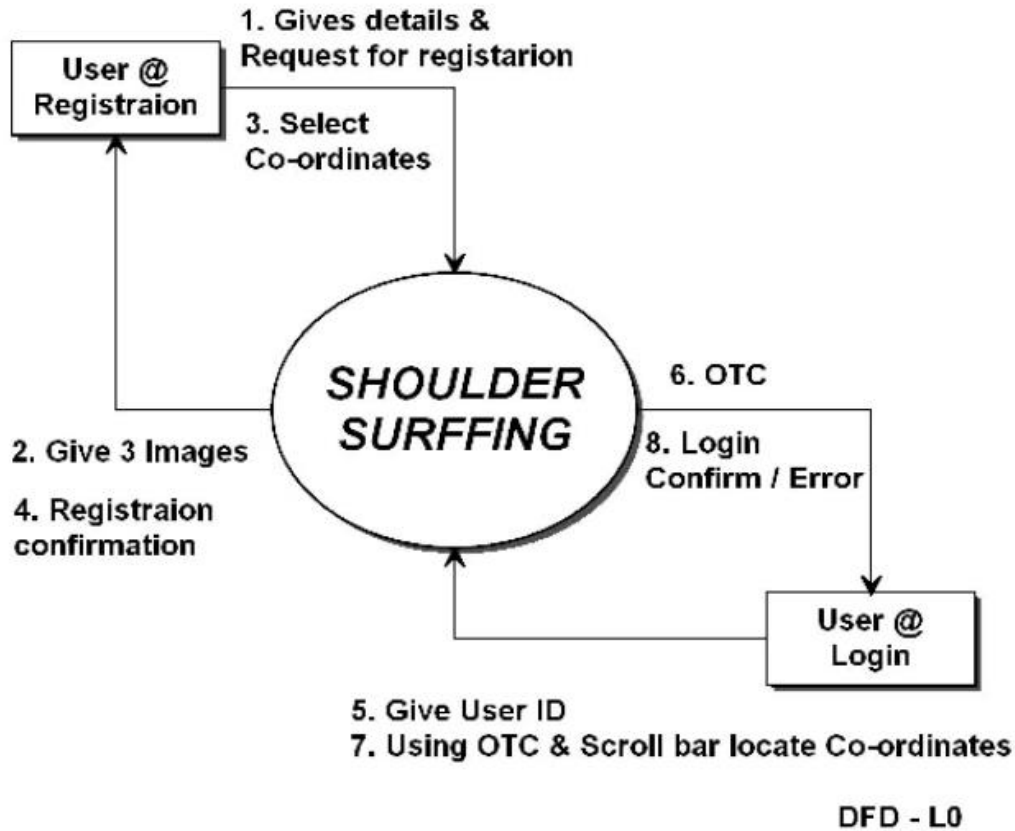 1. Gives details &
Request for registarion
User @
Registraion
3. Select
Co-ordinates
SHOULDER
SURFFING
6. OTC
8. Login
Confirm / Error
2. Give 3 Images
4. Registraion
confirmation
User @
Login
5. Give User ID
7. Using OTC & Scroll bar locate Co-ordinates
DFD - L0